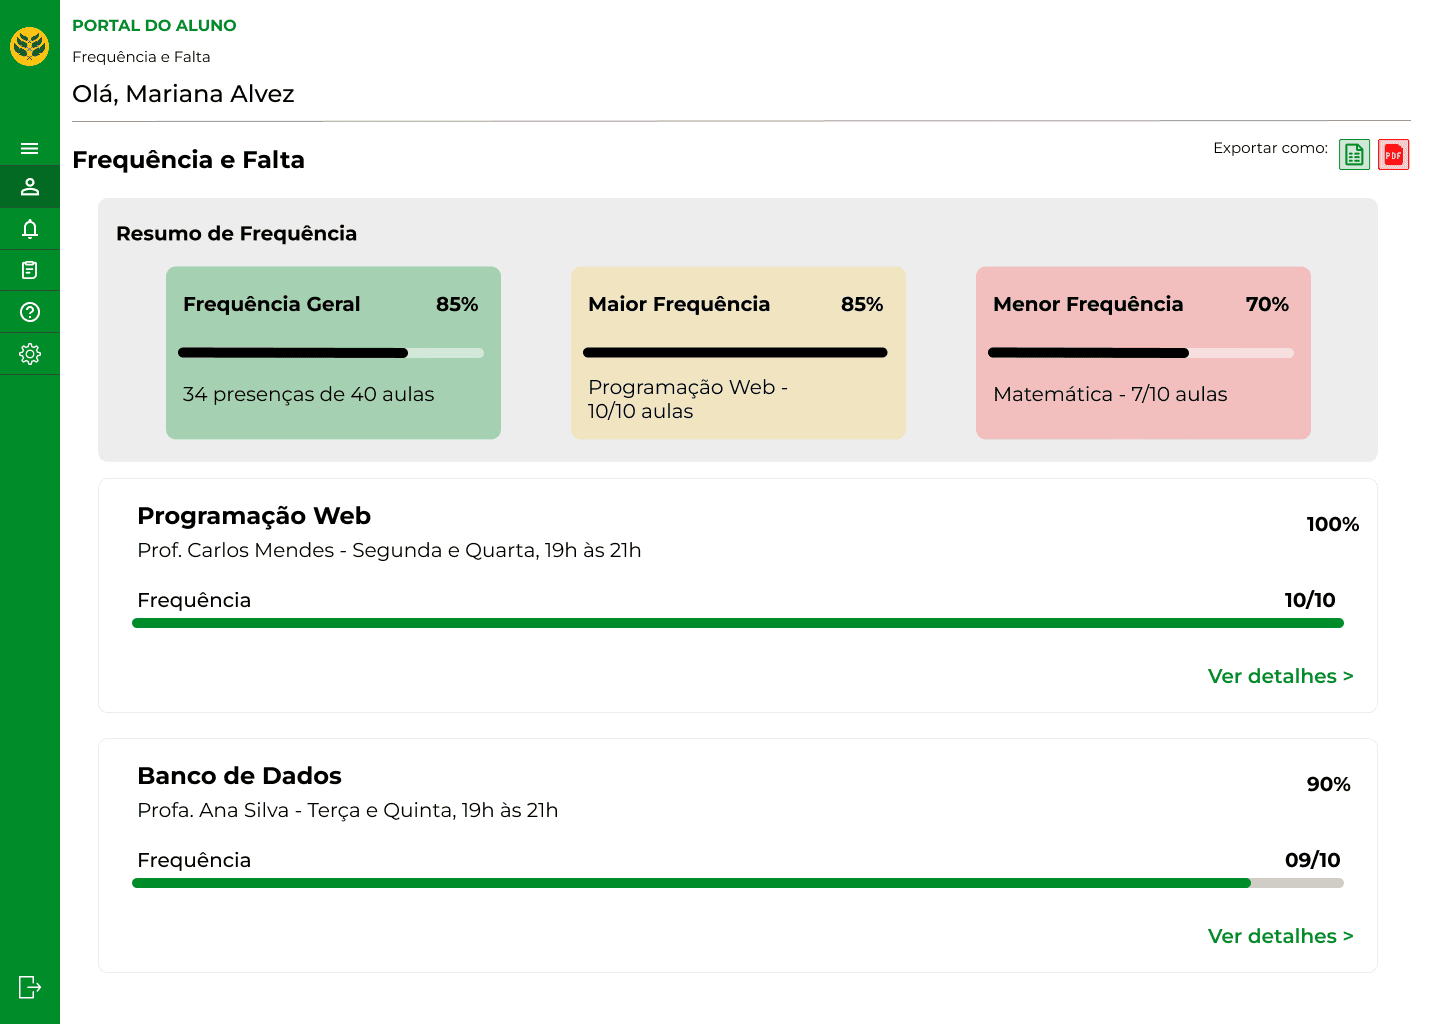 PORTAL DO ALUNO
Frequência e Falta
Olá, Mariana Alvez
Frequência e Falta
Exportar como:
PDF
Resumo de Frequência
Frequência Geral 85%
34 presenças de 40 aulas
Maior Frequência 85%
Programação Web -
10/10 aulas
Menor Frequência 70%
Matemática - 7/10 aulas
Programação Web
100%
Prof. Carlos Mendes - Segunda e Quarta, 19h às 21h
Frequência 10/10
Ver detalhes >
Banco de Dados
90%
Profa. Ana Silva - Terça e Quinta, 19h às 21h
Frequência 09/10
Ver detalhes >